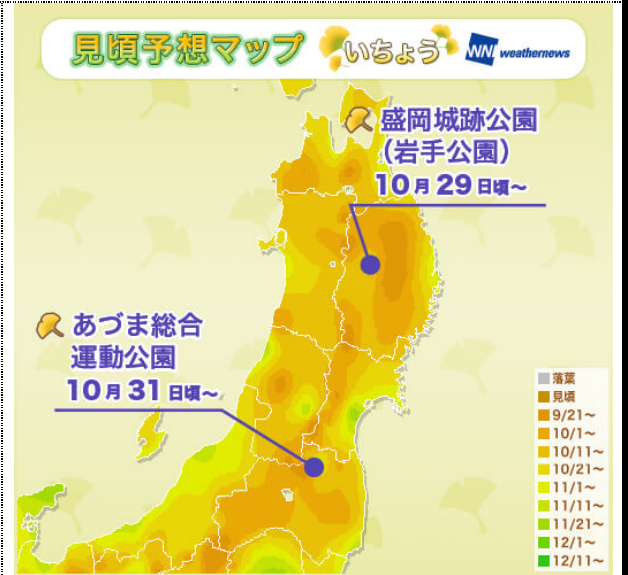 見頃予想マップ いちょう WNI weathernews
盛岡城跡公園
(岩手公園)
10月29日頃～
あづま総合
運動公園
10月31日頃～
落葉
見頃
9/21～
10/1～
10/11～
10/21～
11/1～
11/11～
11/21～
12/1～
12/11～